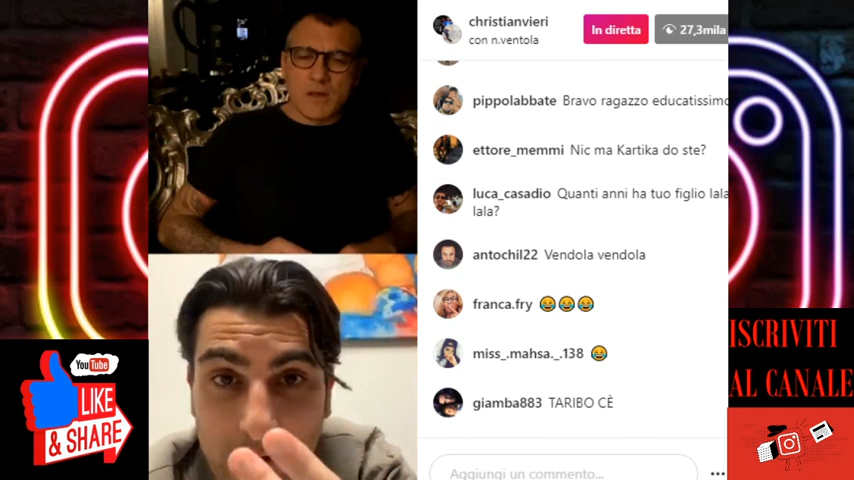 christianvieri
con n.ventola
In diretta
27,3mila
pippolabbate Bravo ragazzo educatissimo
ettore_memmi Nic ma Kartika do ste?
luca_casadio Quanti anni ha tuo figlio lala
lala?
antochil22 Vendola vendola
franca.fry 😂😂😂
miss_.mahsa._.138 😂
giamba883 TARIBO CÈ
Aggiungi un commento...
YouTube
LIKE
& SHARE
ISCRIVITI
AL CANALE